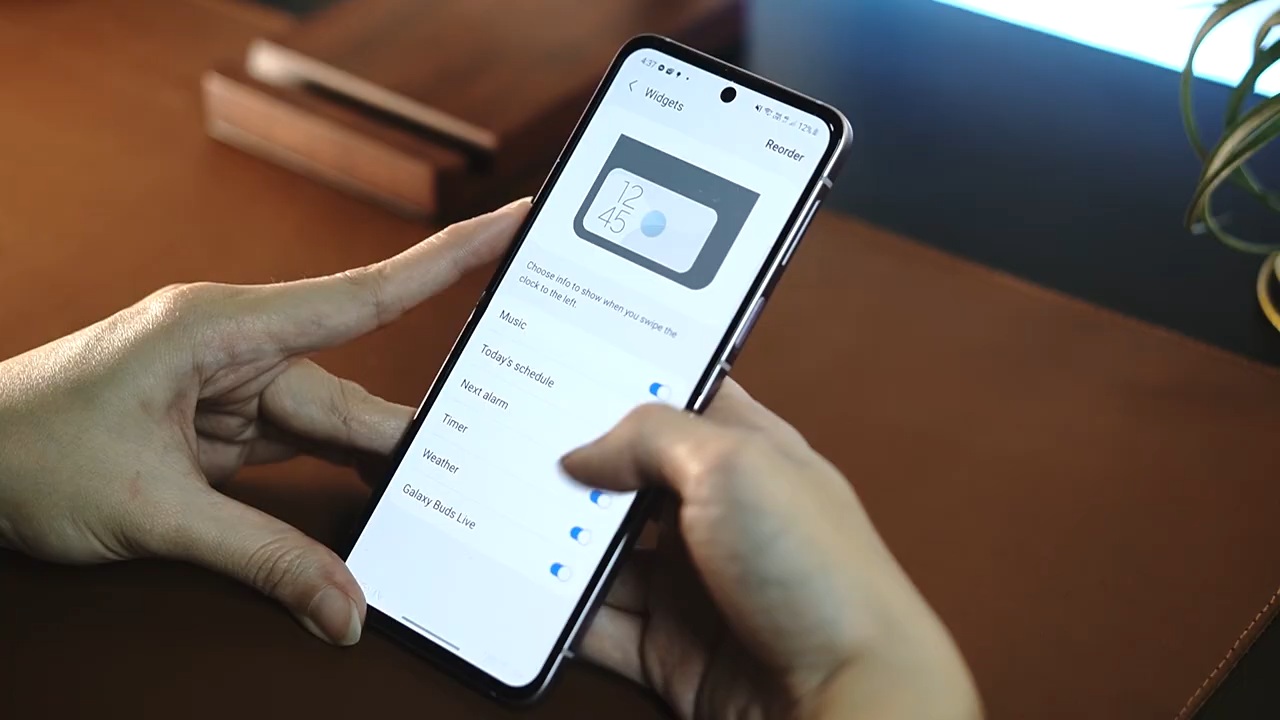 4:37
12%
Widgets
Reorder
12
45
Choose info to show when you swipe the
clock to the left.
Music
Today's schedule
Next alarm
Timer
Weather
Galaxy Buds Live